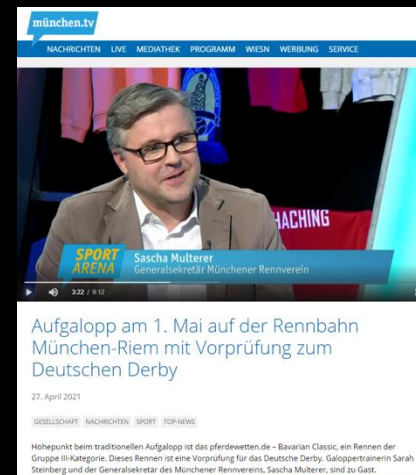 münchen.tv
NACHRICHTEN LIVE MEDIATHEK PROGRAMM WIESN WERBUNG SERVICE
HACHING
SPORT ARENA
Sascha Multerer
Generalsekretär Münchener Rennverein
3:22 / 9:12
Aufgalopp am 1. Mai auf der Rennbahn
München-Riem mit Vorprüfung zum
Deutschen Derby
27. April 2021
GESELLSCHAFT NACHRICHTEN SPORT TOP-NEWS
Höhepunkt beim traditionellen Aufgalopp ist das pferdewetten.de – Bavarian Classic, ein Rennen der
Gruppe III-Kategorie. Dieses Rennen ist eine Vorprüfung für das Deutsche Derby. Galoppertrainerin Sarah
Steinberg und der Generalsekretär des Münchener Rennvereins, Sascha Multerer, sind zu Gast.